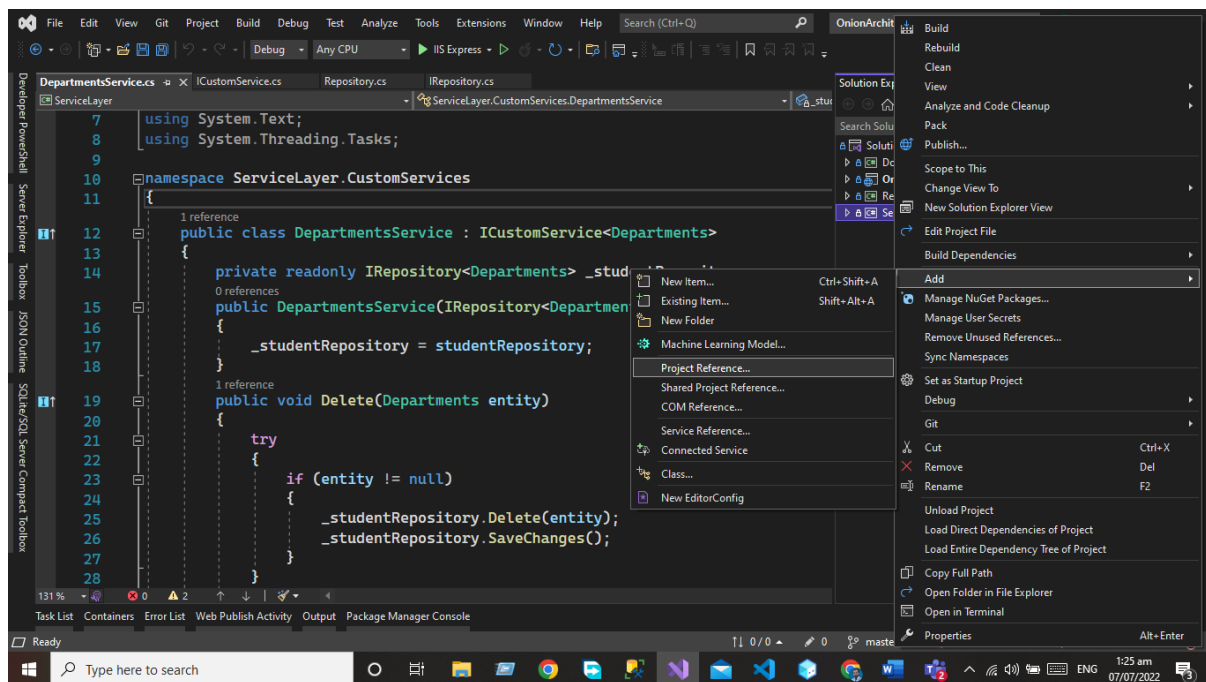 File Edit View Git Project Build Debug Test Analyze Tools Extensions Window Help Search (Ctrl+Q) OnionArchit
Debug Any CPU IIS Express
DepartmentsService.cs ICustomService.cs Repository.cs IRepository.cs
ServiceLayer ServiceLayer.CustomServices.DepartmentsService _stu
Developer PowerShell
Server Explorer
Toolbox
JSON Outline
SQLite/SQL Server Compact Toolbox
7 using System.Text;
8 using System.Threading.Tasks;
9
10 namespace ServiceLayer.CustomServices
11 {
1 reference
12 public class DepartmentsService : ICustomService<Departments>
13 {
14 private readonly IRepository<Departments>
0 references
15 public DepartmentsService(IRepository<Departmen
16 {
17 _studentRepository = studentRepository;
18 }
1 reference
19 public void Delete(Departments entity)
20 {
21 try
22 {
23 if (entity != null)
24 {
25 _studentRepository.Delete(entity);
26 _studentRepository.SaveChanges();
27 }
28 }
131 % 0 2
Task List Containers Error List Web Publish Activity Output Package Manager Console
Ready 0/0 0 maste
Solution Exp
Search Solu
Soluti
Do
Or
Re
Se
New Item... Ctrl+Shift+A
Existing Item... Shift+Alt+A
New Folder
Machine Learning Model...
Project Reference...
Shared Project Reference...
COM Reference...
Service Reference...
Connected Service
Class...
New EditorConfig
Build
Rebuild
Clean
View
Analyze and Code Cleanup
Pack
Publish...
Scope to This
Change View To
New Solution Explorer View
Edit Project File
Build Dependencies
Add
Manage NuGet Packages...
Manage User Secrets
Remove Unused References...
Sync Namespaces
Set as Startup Project
Debug
Git
Cut Ctrl+X
Remove Del
Rename F2
Unload Project
Load Direct Dependencies of Project
Load Entire Dependency Tree of Project
Copy Full Path
Open Folder in File Explorer
Open in Terminal
Properties Alt+Enter
Type here to search
ENG
1:25 am
07/07/2022